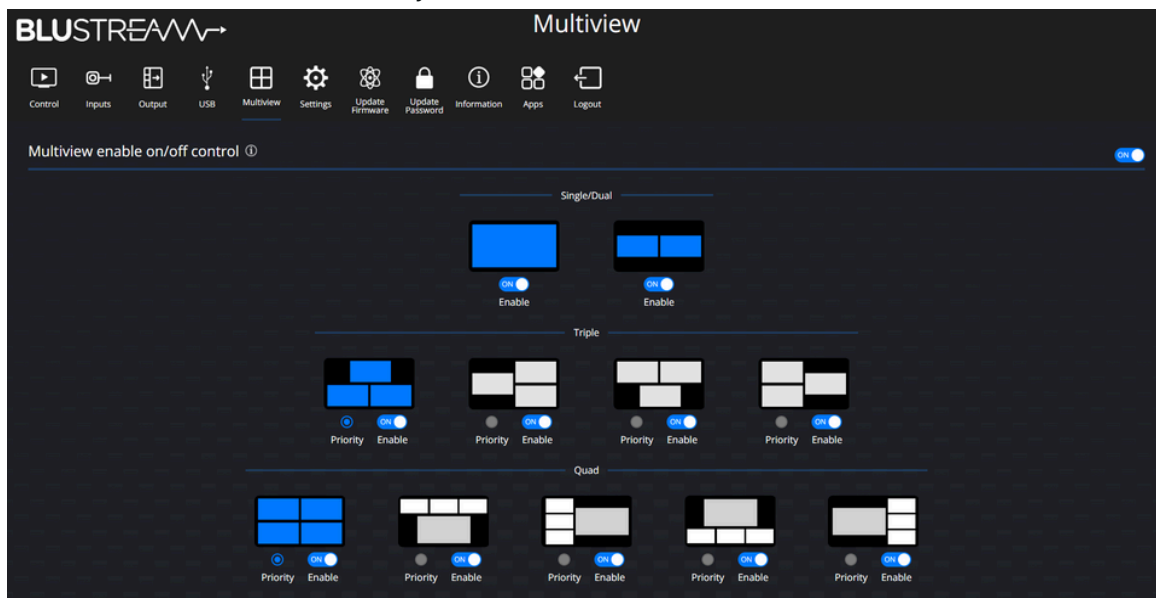 BLUSTREAM
Multiview
Control
Inputs
Output
USB
Multiview
Settings
Update
Firmware
Update
Password
Information
Apps
Logout
Multiview enable on/off control
ON
Single/Dual
ON
Enable
ON
Enable
Triple
ON
Priority Enable
ON
Priority Enable
ON
Priority Enable
ON
Priority Enable
Quad
ON
Priority Enable
ON
Priority Enable
ON
Priority Enable
ON
Priority Enable
ON
Priority Enable